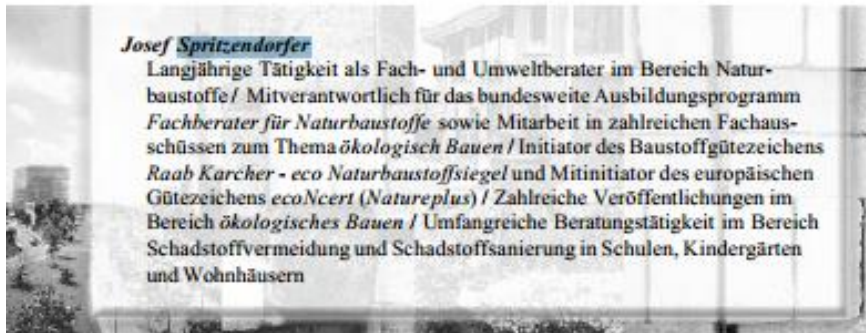 Josef Spritzendorfer
Langjährige Tätigkeit als Fach- und Umweltberater im Bereich Natur-
baustoffe / Mitverantwortlich für das bundesweite Ausbildungsprogramm
Fachberater für Naturbaustoffe sowie Mitarbeit in zahlreichen Fachaus-
schüssen zum Thema ökologisch Bauen / Initiator des Baustoffgütezeichens
Raab Karcher - eco Naturbaustoffsiegel und Mitinitiator des europäischen
Gütezeichens ecoNcert (Natureplus) / Zahlreiche Veröffentlichungen im
Bereich ökologisches Bauen / Umfangreiche Beratungstätigkeit im Bereich
Schadstoffvermeidung und Schadstoffsanierung in Schulen, Kindergärten
und Wohnhäusern